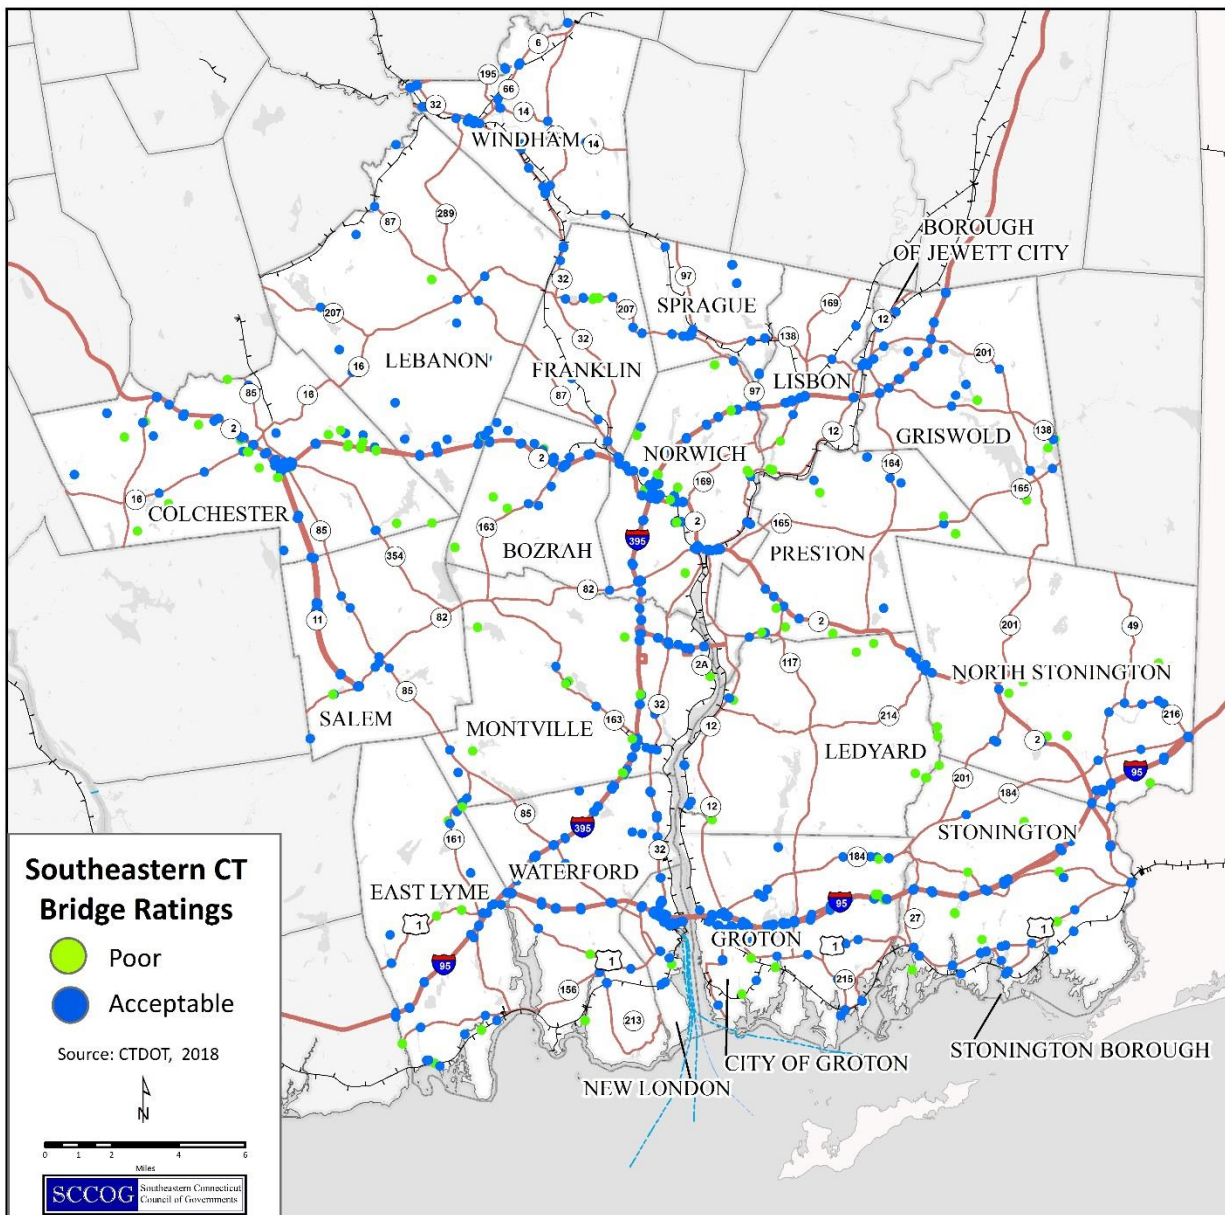 6
195
66
32
14
WINDHAM
14
289
87
BOROUGH
OF JEWETT CITY
32
97
SPRAGUE
169
12
207
207
138
32
201
LEBANON
16
FRANKLIN
LISBON
85
16
87
97
2
12
138
GRISWOLD
2
NORWICH
164
169
165
16
COLCHESTER
163
85
2
165
395
BOZRAH
PRESTON
354
82
11
82
2
201
49
2A
117
NORTH STONINGTON
85
SALEM
32
163
MONTVILLE
12
214
216
LEDYARD
2
201
95
184
12
85
395
STONINGTON
161
32
184
WATERFORD
EAST LYME
95
1
27
1
GROTON
1
1
95
156
215
213
CITY OF GROTON
STONINGTON BOROUGH
NEW LONDON
Southeastern CT
Bridge Ratings
Poor
Acceptable
Source: CTDOT, 2018
N
0 1 2 4 6
Miles
SCCOG
Southeastern Connecticut
Council of Governments